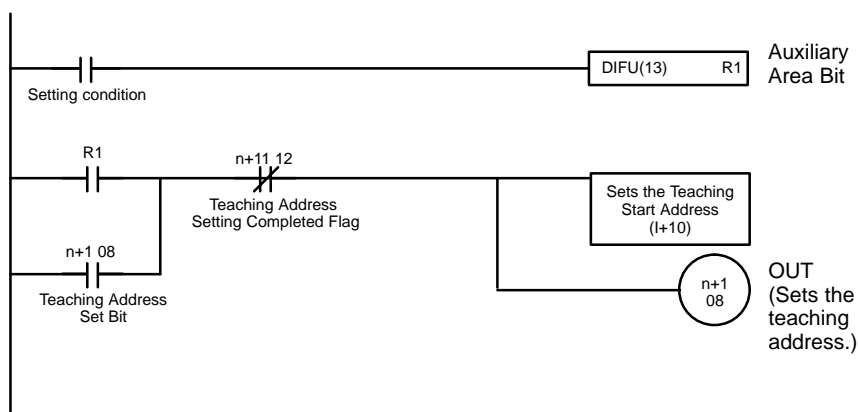 DIFU(13) R1
Auxiliary
Area Bit
Setting condition
R1
n+11 12
Teaching Address
Setting Completed Flag
Sets the Teaching
Start Address
(I+10)
n+1 08
Teaching Address
Set Bit
n+1
08
OUT
(Sets the
teaching
address.)